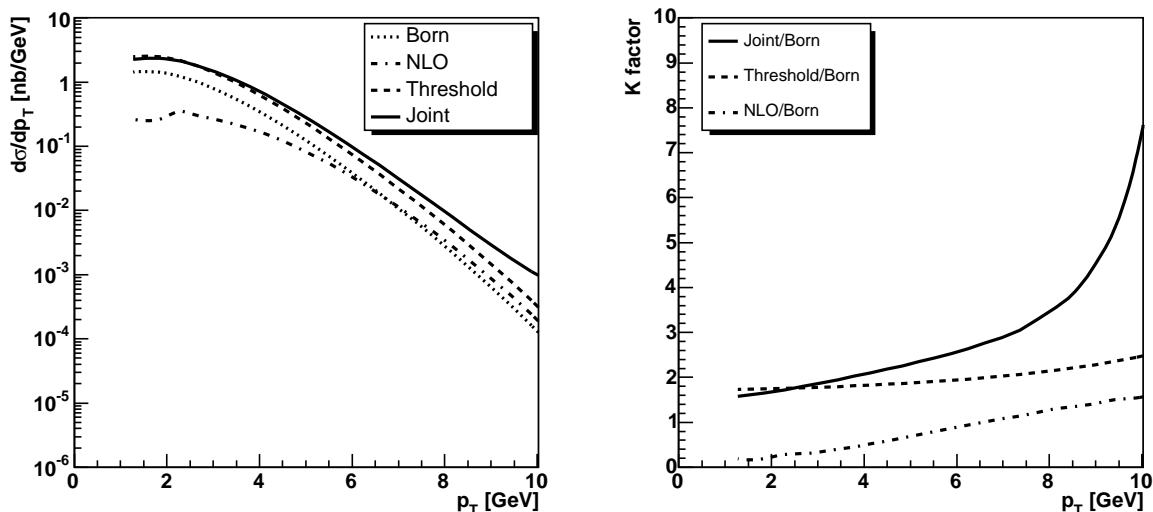 dσ/dp_T [nb/GeV]
10
1
10^-1
10^-2
10^-3
10^-4
10^-5
10^-6
Born
NLO
Threshold
Joint
0 2 4 6 8 10
p_T [GeV]
K factor
10
9
8
7
6
5
4
3
2
1
0
Joint/Born
Threshold/Born
NLO/Born
0 2 4 6 8 10
p_T [GeV]